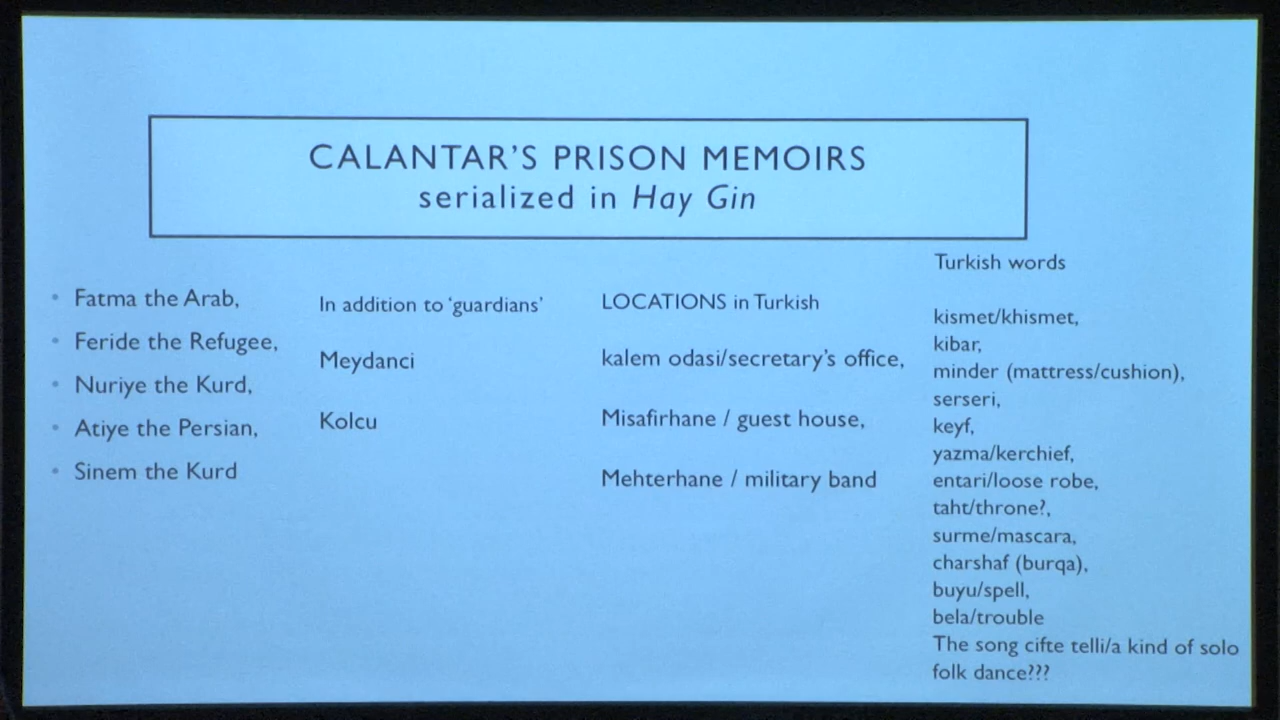 CALANTAR'S PRISON MEMOIRS
serialized in Hay Gin
• Fatma the Arab,
• Feride the Refugee,
• Nuriye the Kurd,
• Atiye the Persian,
• Sinem the Kurd
In addition to 'guardians'
Meydanci
Kolcu
LOCATIONS in Turkish
kalem odasi/secretary's office,
Misafirhane / guest house,
Mehterhane / military band
Turkish words
kismet/khismet,
kibar,
minder (mattress/cushion),
serseri,
keyf,
yazma/kerchief,
entari/loose robe,
taht/throne?,
surme/mascara,
charshaf (burqa),
buyu/spell,
bela/trouble
The song cifte telli/a kind of solo
folk dance???